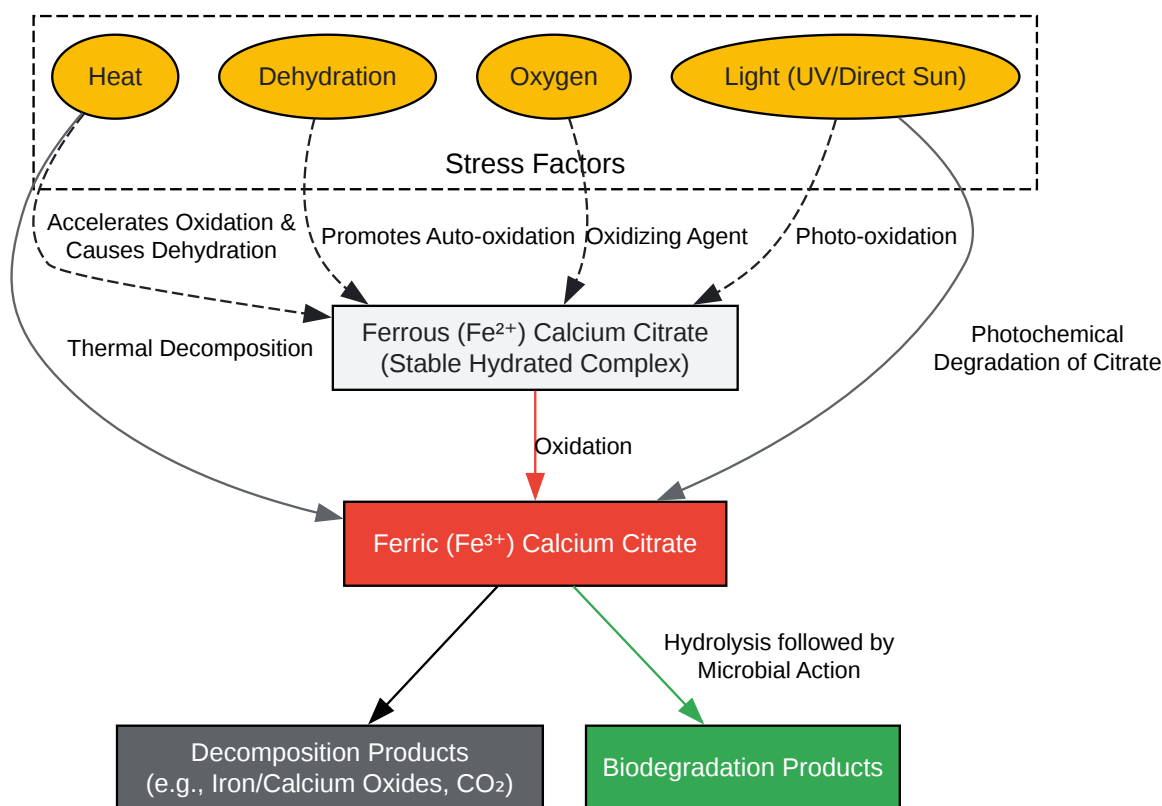 Heat
Dehydration
Oxygen
Light (UV/Direct Sun)
Stress Factors
Accelerates Oxidation &
Causes Dehydration
Promotes Auto-oxidation
Oxidizing Agent
Photo-oxidation
Ferrous (Fe²⁺) Calcium Citrate
(Stable Hydrated Complex)
Thermal Decomposition
Photochemical
Degradation of Citrate
Oxidation
Ferric (Fe³⁺) Calcium Citrate
Hydrolysis followed by
Microbial Action
Decomposition Products
(e.g., Iron/Calcium Oxides, CO₂)
Biodegradation Products